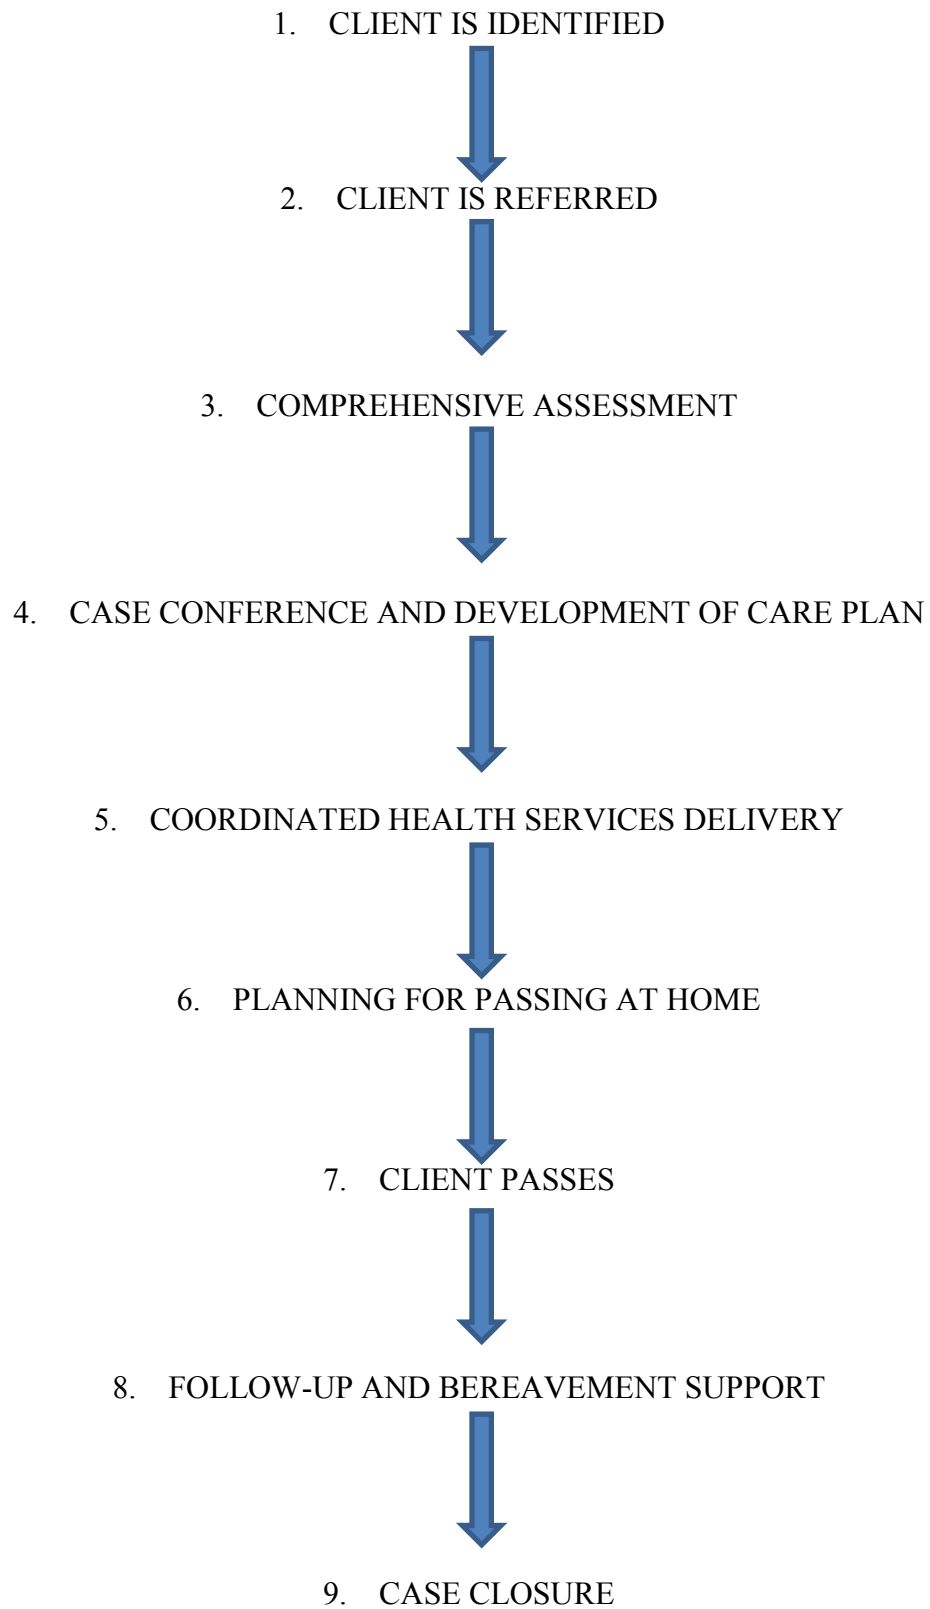 1. CLIENT IS IDENTIFIED
2. CLIENT IS REFERRED
3. COMPREHENSIVE ASSESSMENT
4. CASE CONFERENCE AND DEVELOPMENT OF CARE PLAN
5. COORDINATED HEALTH SERVICES DELIVERY
6. PLANNING FOR PASSING AT HOME
7. CLIENT PASSES
8. FOLLOW-UP AND BEREAVEMENT SUPPORT
9. CASE CLOSURE